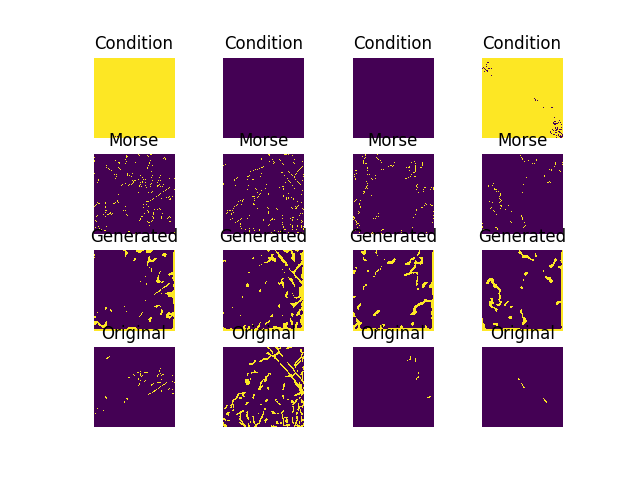 Condition Condition Condition Condition
Morse Morse Morse Morse
Generated Generated Generated Generated
Original Original Original Original